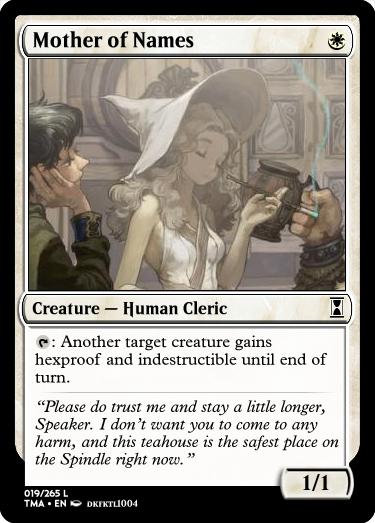 Mother of Names
Creature — Human Cleric
: Another target creature gains
hexproof and indestructible until end of
turn.
“Please do trust me and stay a little longer,
Speaker. I don’t want you to come to any
harm, and this teahouse is the safest place on
the Spindle right now.”
1/1
019/265 L
TMA • EN DKFKTL1004